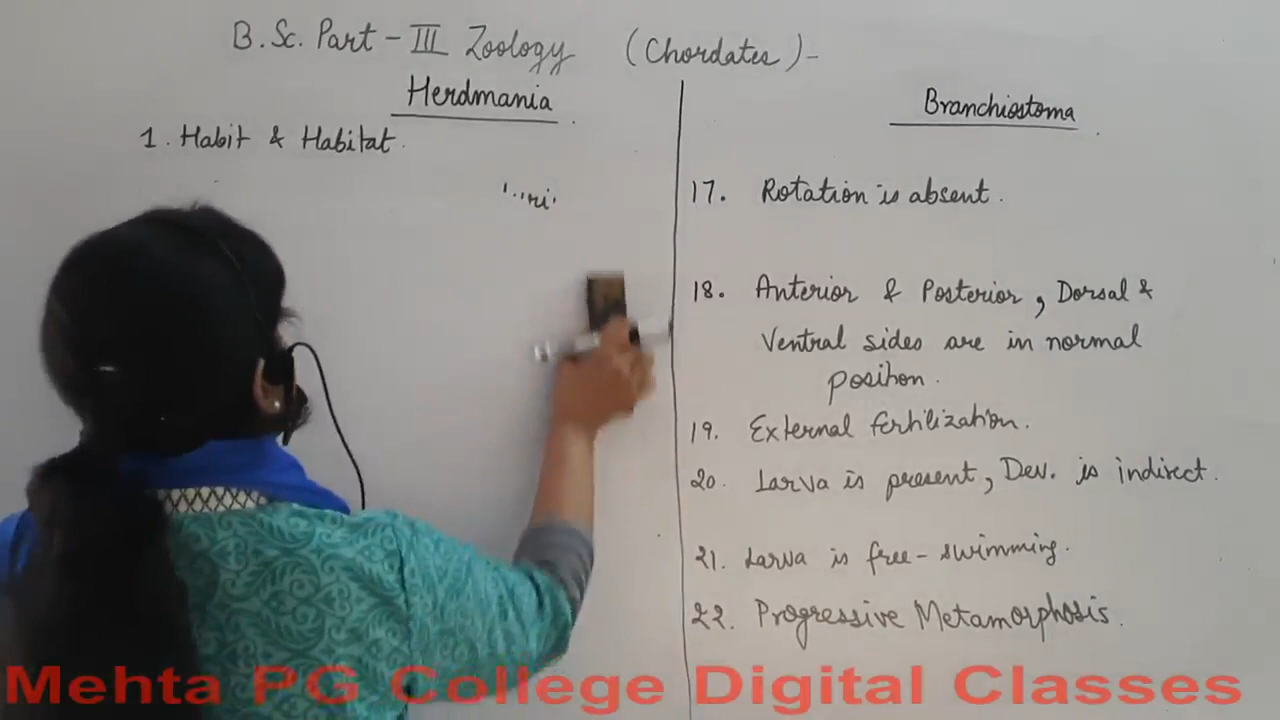 B.Sc. Part - III Zoology (Chordates) -
Herdmania
1. Habit & Habitat.
Branchiostoma
17. Rotation is absent.
18. Anterior & Posterior, Dorsal &
Ventral sides are in normal
position.
19. External fertilization.
20. Larva is present, Dev. is indirect.
21. Larva is free-swimming.
22. Progressive Metamorphosis.
Mehta PG College Digital Classes